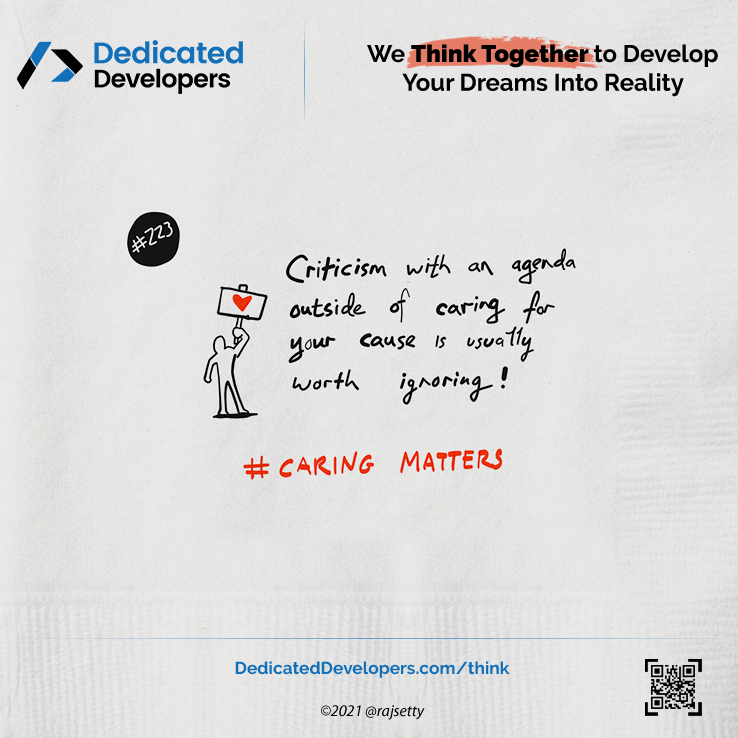 Dedicated
Developers
We Think Together to Develop
Your Dreams Into Reality
#223
Criticism with an agenda
outside of caring for
your cause is usually
worth ignoring!
# CARING MATTERS
DedicatedDevelopers.com/think
©2021 @rajsetty